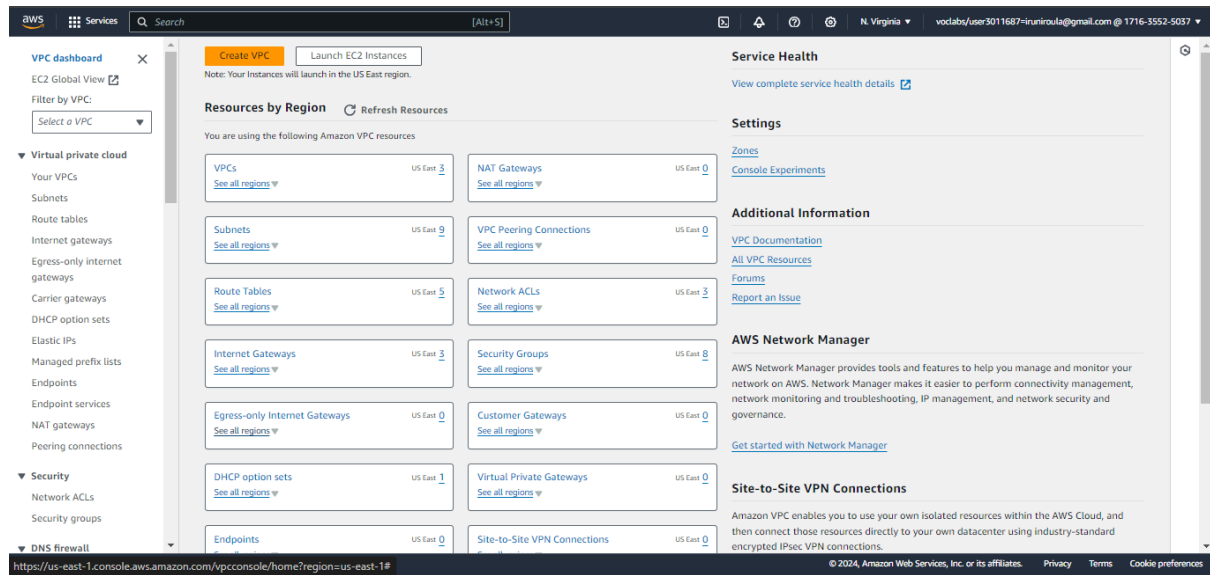 aws
Services
Search
[Alt+S]
N. Virginia
voclabs/user3011687=iruniroula@gmail.com @ 1716-3552-5037
VPC dashboard
EC2 Global View
Filter by VPC:
Select a VPC
Virtual private cloud
Your VPCs
Subnets
Route tables
Internet gateways
Egress-only internet
gateways
Carrier gateways
DHCP option sets
Elastic IPs
Managed prefix lists
Endpoints
Endpoint services
NAT gateways
Peering connections
Security
Network ACLs
Security groups
DNS firewall
Create VPC
Launch EC2 Instances
Note: Your Instances will launch in the US East region.
Resources by Region
Refresh Resources
You are using the following Amazon VPC resources
VPCs US East 3
See all regions
NAT Gateways US East 0
See all regions
Subnets US East 9
See all regions
VPC Peering Connections US East 0
See all regions
Route Tables US East 5
See all regions
Network ACLs US East 3
See all regions
Internet Gateways US East 3
See all regions
Security Groups US East 8
See all regions
Egress-only Internet Gateways US East 0
See all regions
Customer Gateways US East 0
See all regions
DHCP option sets US East 1
See all regions
Virtual Private Gateways US East 0
See all regions
Endpoints US East 0
Site-to-Site VPN Connections US East 0
Service Health
View complete service health details
Settings
Zones
Console Experiments
Additional Information
VPC Documentation
All VPC Resources
Forums
Report an Issue
AWS Network Manager
AWS Network Manager provides tools and features to help you manage and monitor your
network on AWS. Network Manager makes it easier to perform connectivity management,
network monitoring and troubleshooting, IP management, and network security and
governance.
Get started with Network Manager
Site-to-Site VPN Connections
Amazon VPC enables you to use your own isolated resources within the AWS Cloud, and
then connect those resources directly to your own datacenter using industry-standard
encrypted IPsec VPN connections.
https://us-east-1.console.aws.amazon.com/vpcconsole/home?region=us-east-1#
© 2024, Amazon Web Services, Inc. or its affiliates.
Privacy
Terms
Cookie preferences